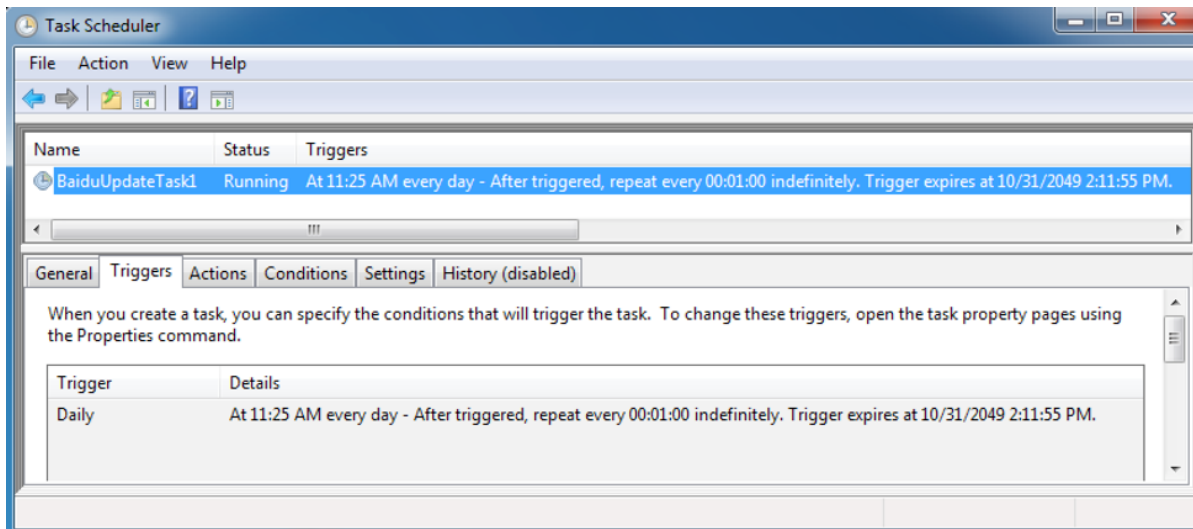 Task Scheduler
File Action View Help
Name Status Triggers
BaiduUpdateTask1 Running At 11:25 AM every day - After triggered, repeat every 00:01:00 indefinitely. Trigger expires at 10/31/2049 2:11:55 PM.
General Triggers Actions Conditions Settings History (disabled)
When you create a task, you can specify the conditions that will trigger the task. To change these triggers, open the task property pages using
the Properties command.
Trigger Details
Daily At 11:25 AM every day - After triggered, repeat every 00:01:00 indefinitely. Trigger expires at 10/31/2049 2:11:55 PM.